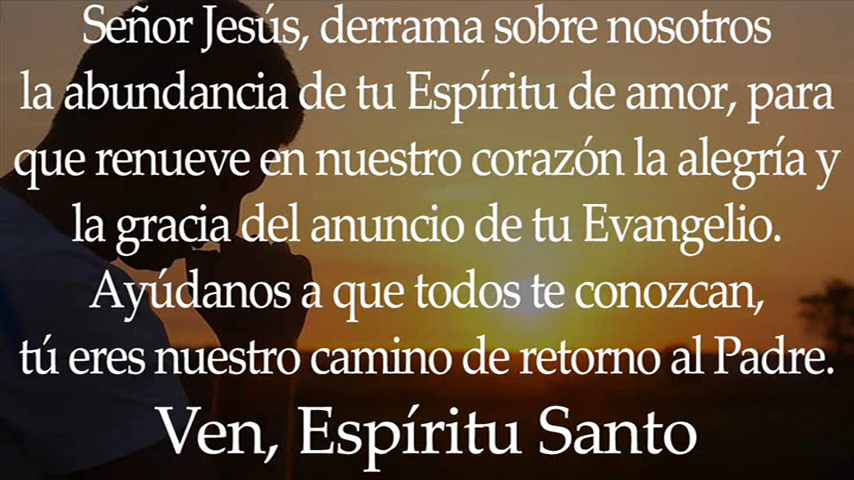 Señor Jesús, derrama sobre nosotros
la abundancia de tu Espíritu de amor, para
que renueve en nuestro corazón la alegría y
la gracia del anuncio de tu Evangelio.
Ayúdanos a que todos te conozcan,
tú eres nuestro camino de retorno al Padre.
Ven, Espíritu Santo